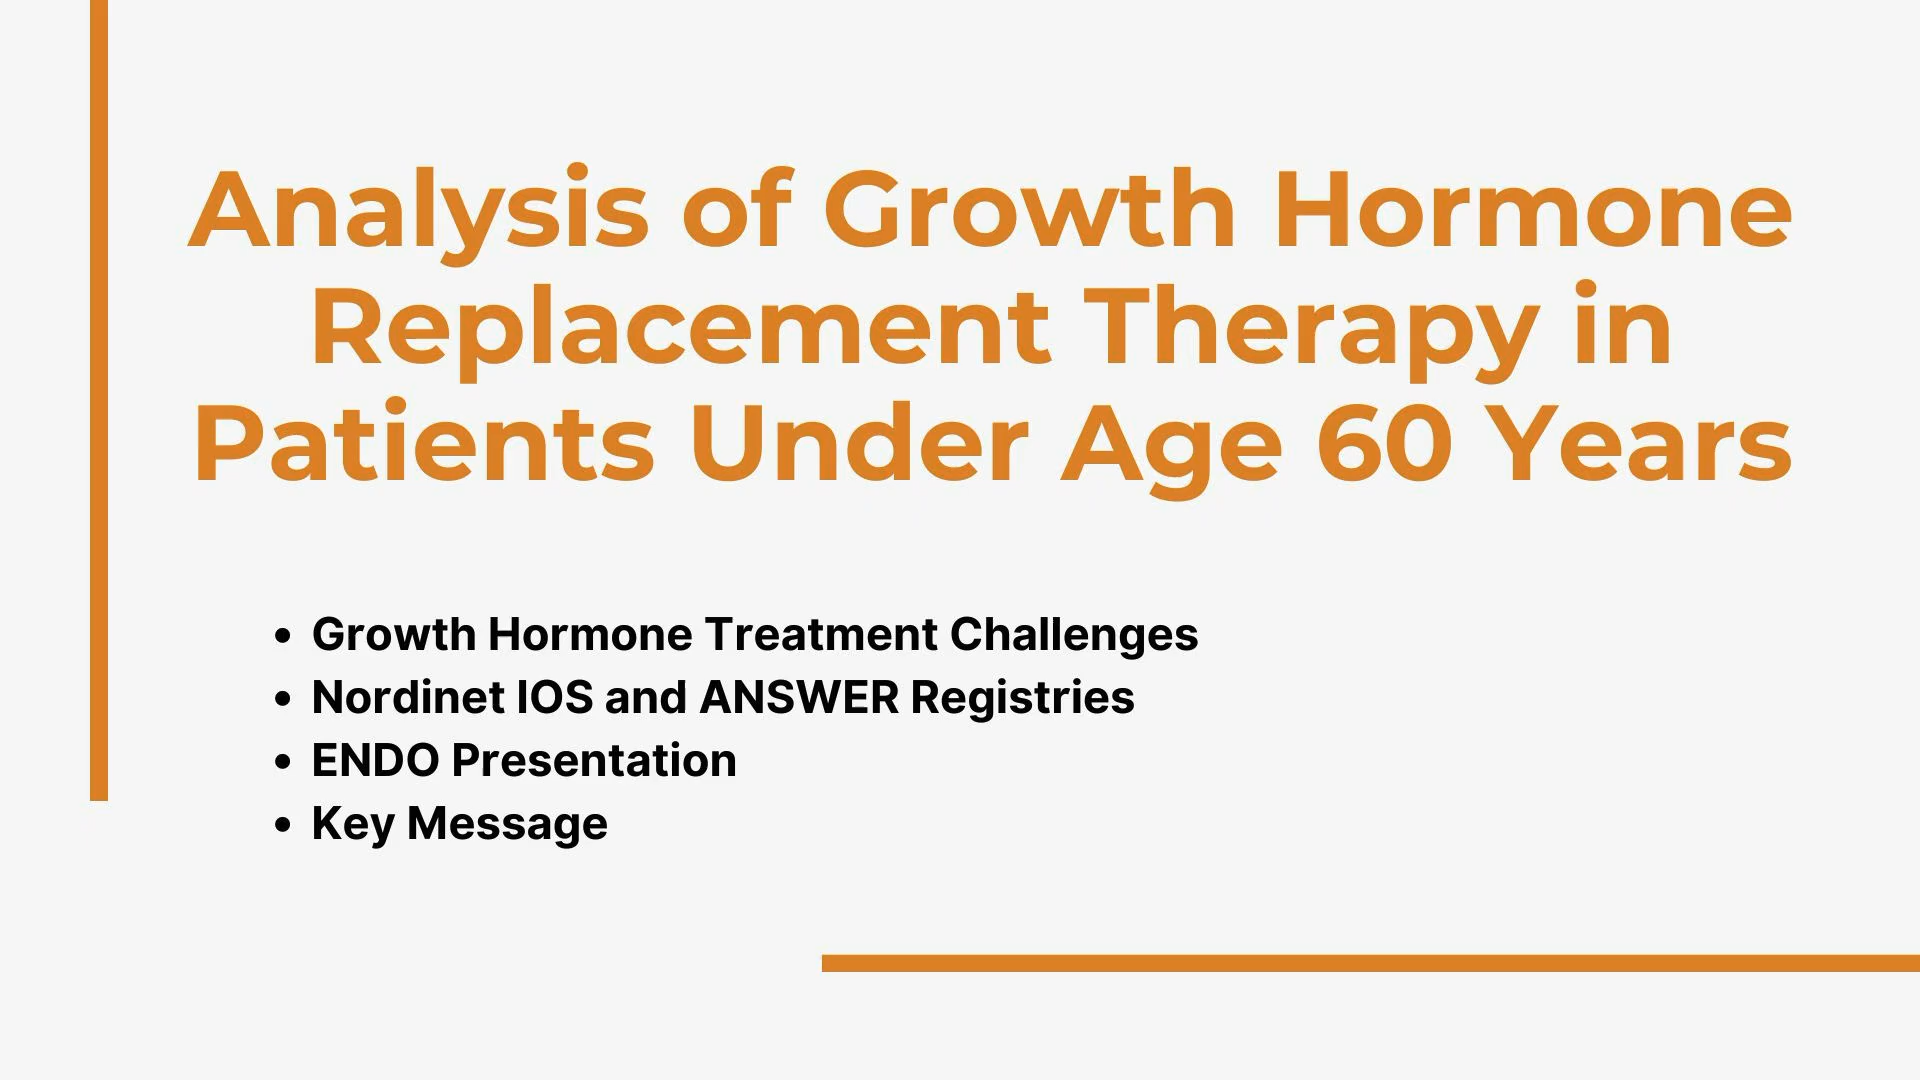 Analysis of Growth Hormone
Replacement Therapy in
Patients Under Age 60 Years
• Growth Hormone Treatment Challenges
• Nordinet IOS and ANSWER Registries
• ENDO Presentation
• Key Message